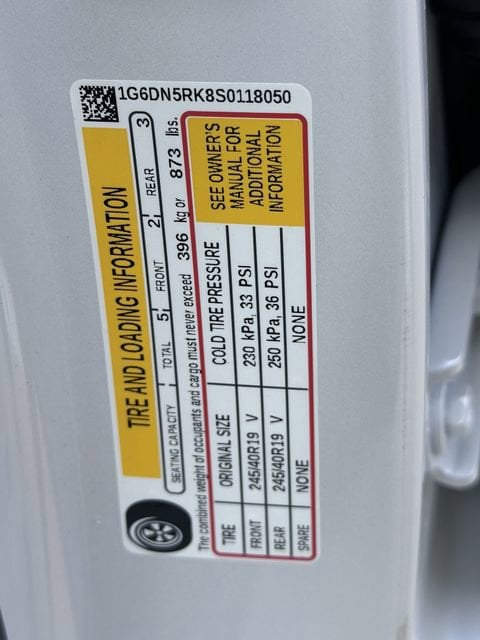 1G6DN5RK8S0118050
TIRE AND LOADING INFORMATION
SEATING CAPACITY TOTAL 5 FRONT 2 REAR 3
The combined weight of occupants and cargo must never exceed 396 kg or 873 lbs.
TIRE ORIGINAL SIZE COLD TIRE PRESSURE
FRONT 245/40R19 V 230 kPa, 33 PSI
REAR 245/40R19 V 250 kPa, 36 PSI
SPARE NONE NONE
SEE OWNER'S
MANUAL FOR
ADDITIONAL
INFORMATION